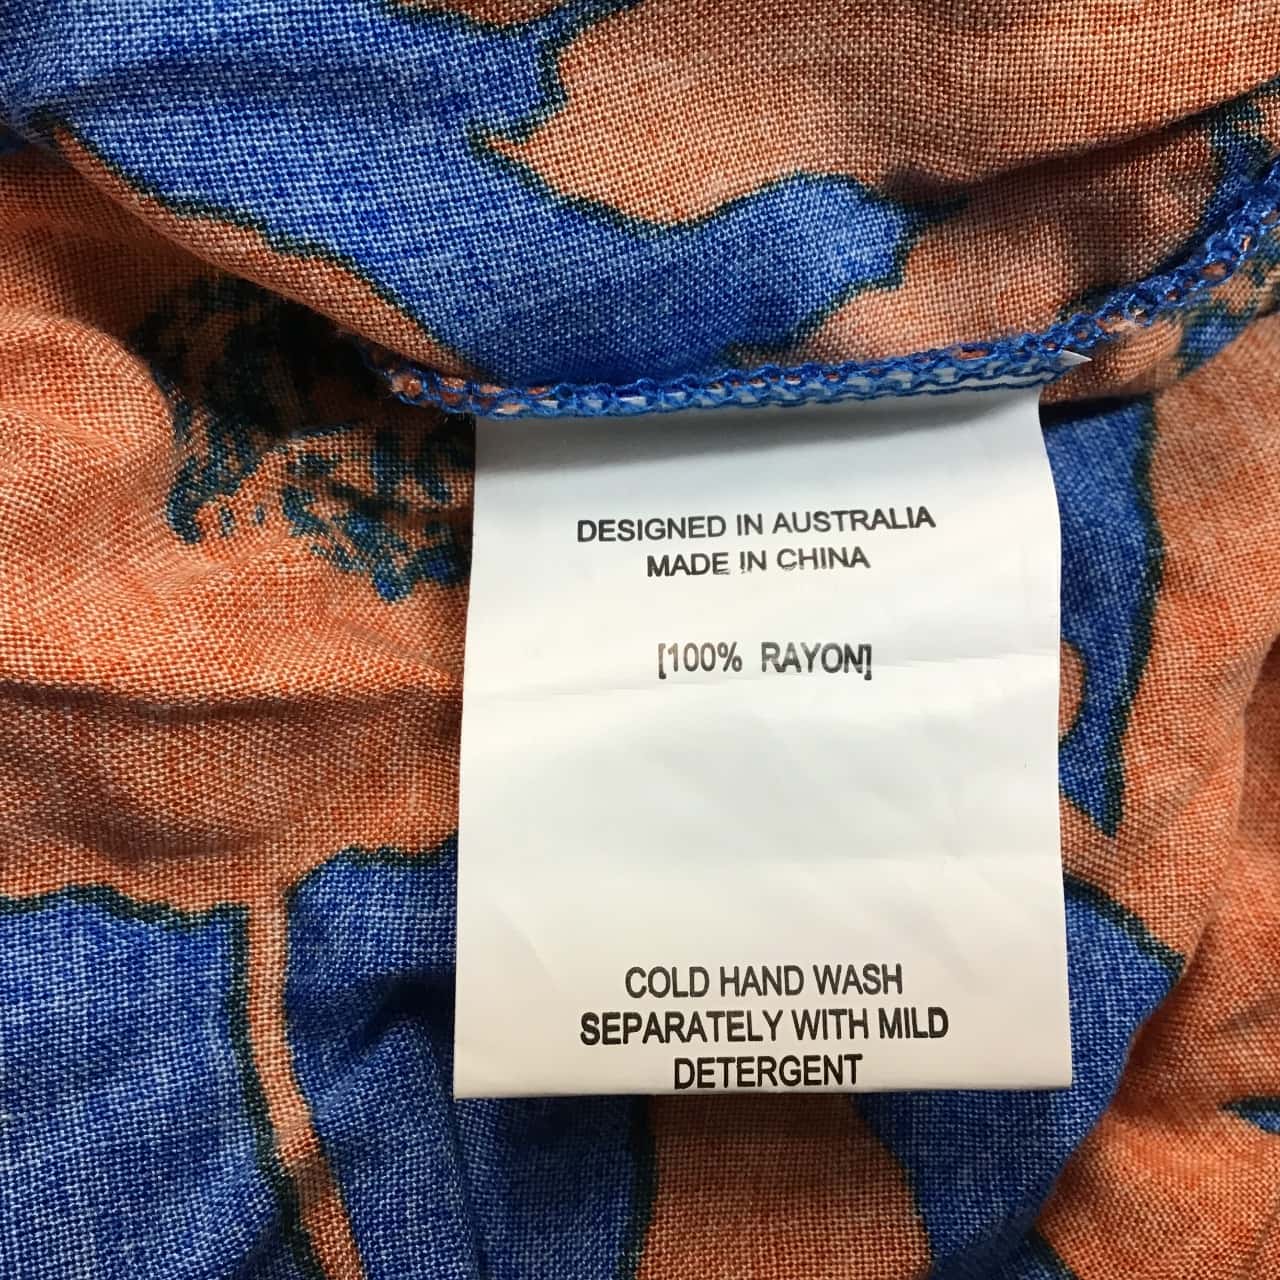 DESIGNED IN AUSTRALIA
MADE IN CHINA
[100% RAYON]
COLD HAND WASH
SEPARATELY WITH MILD
DETERGENT